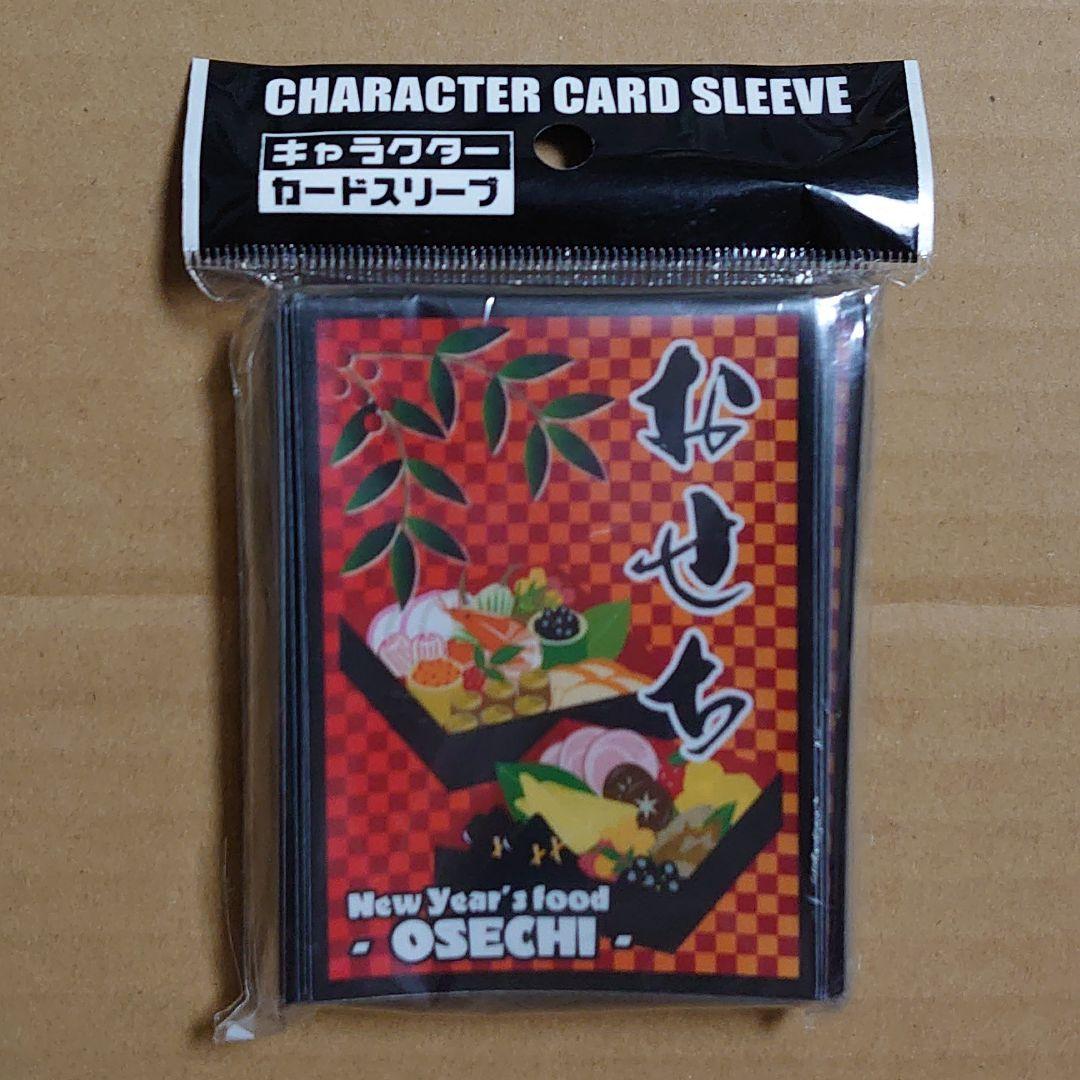 CHARACTER CARD SLEEVE
キャラクター
カードスリーブ
おせち
New Year's food
- OSECHI -